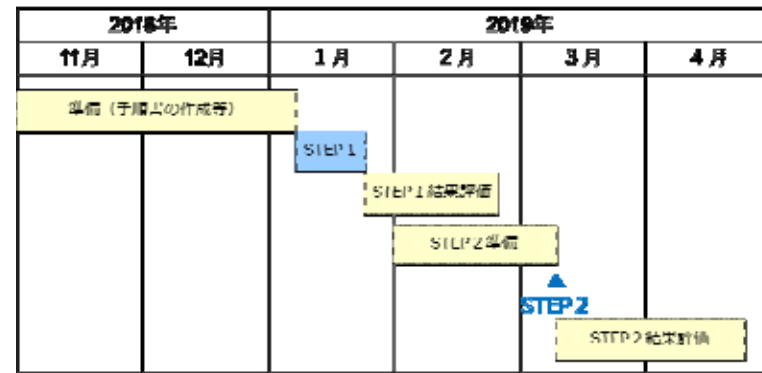 2018年 2019年
11月 12月 1月 2月 3月 4月
準備（手順書の作成等）
STEP 1
STEP 1 結果評価
STEP 2 準備
STEP 2
STEP 2 結果評価